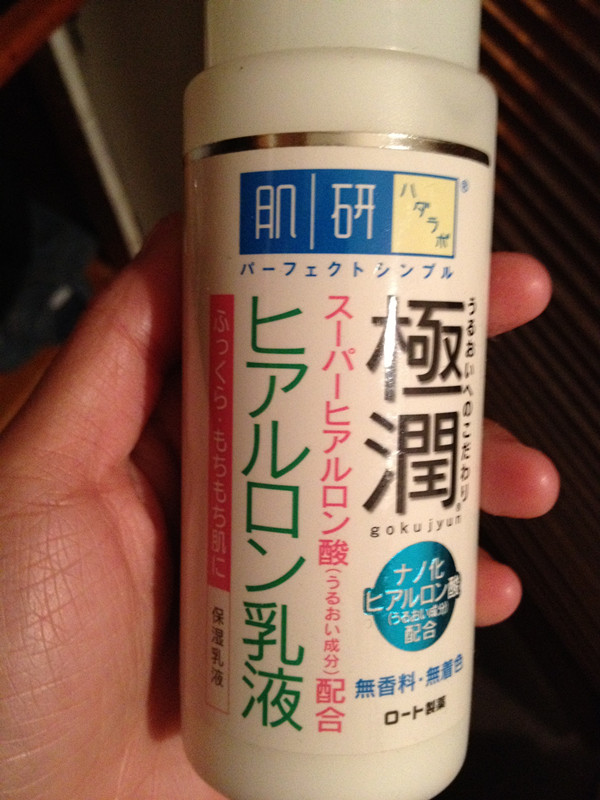 肌研
ハダラボ
®
パーフェクトシンプル
うるおいへのこだわり。
極潤
gokujyun
スーパーヒアルロン酸(うるおい成分)配合
ヒアルロン乳液
ふっくら・もちもち肌に
保湿乳液
ナノ化
ヒアルロン酸
(うるおい成分)
配合
無香料・無着色
ロート製薬